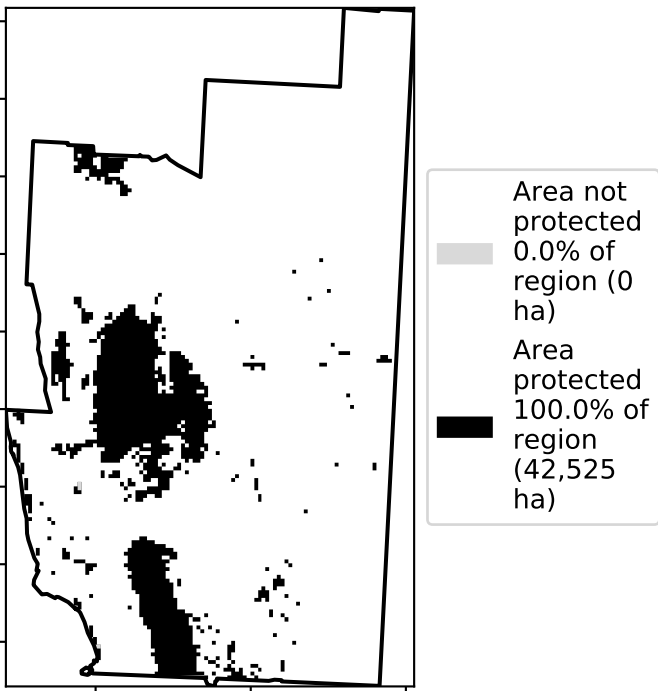 Area not
protected
0.0% of
region (0
ha)
Area
protected
100.0% of
region
(42,525
ha)